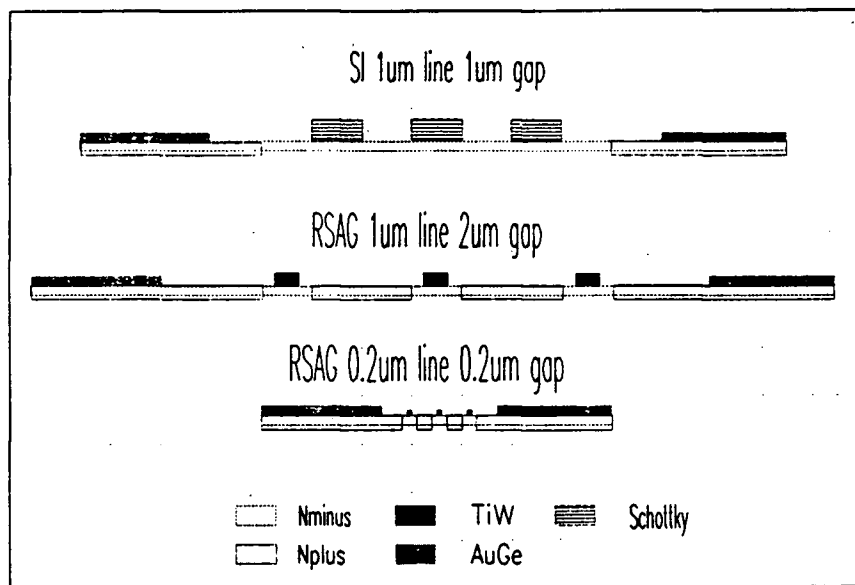 SI 1um line 1um gap
RSAG 1um line 2um gap
RSAG 0.2um line 0.2um gap
Nminus TiW Schottky
Nplus AuGe